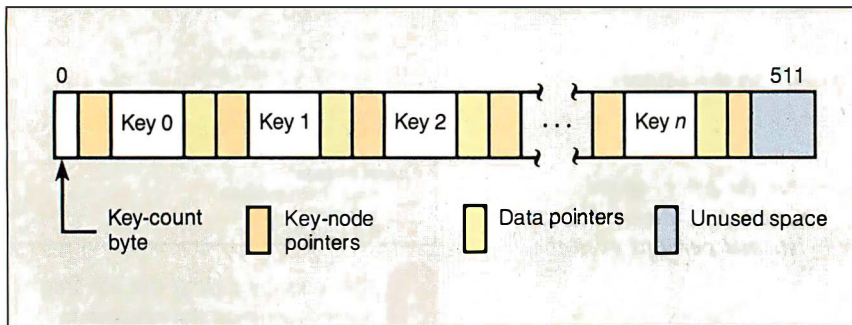 0 511
Key 0 Key 1 Key 2 ... Key n
Key-count byte
Key-node pointers
Data pointers
Unused space